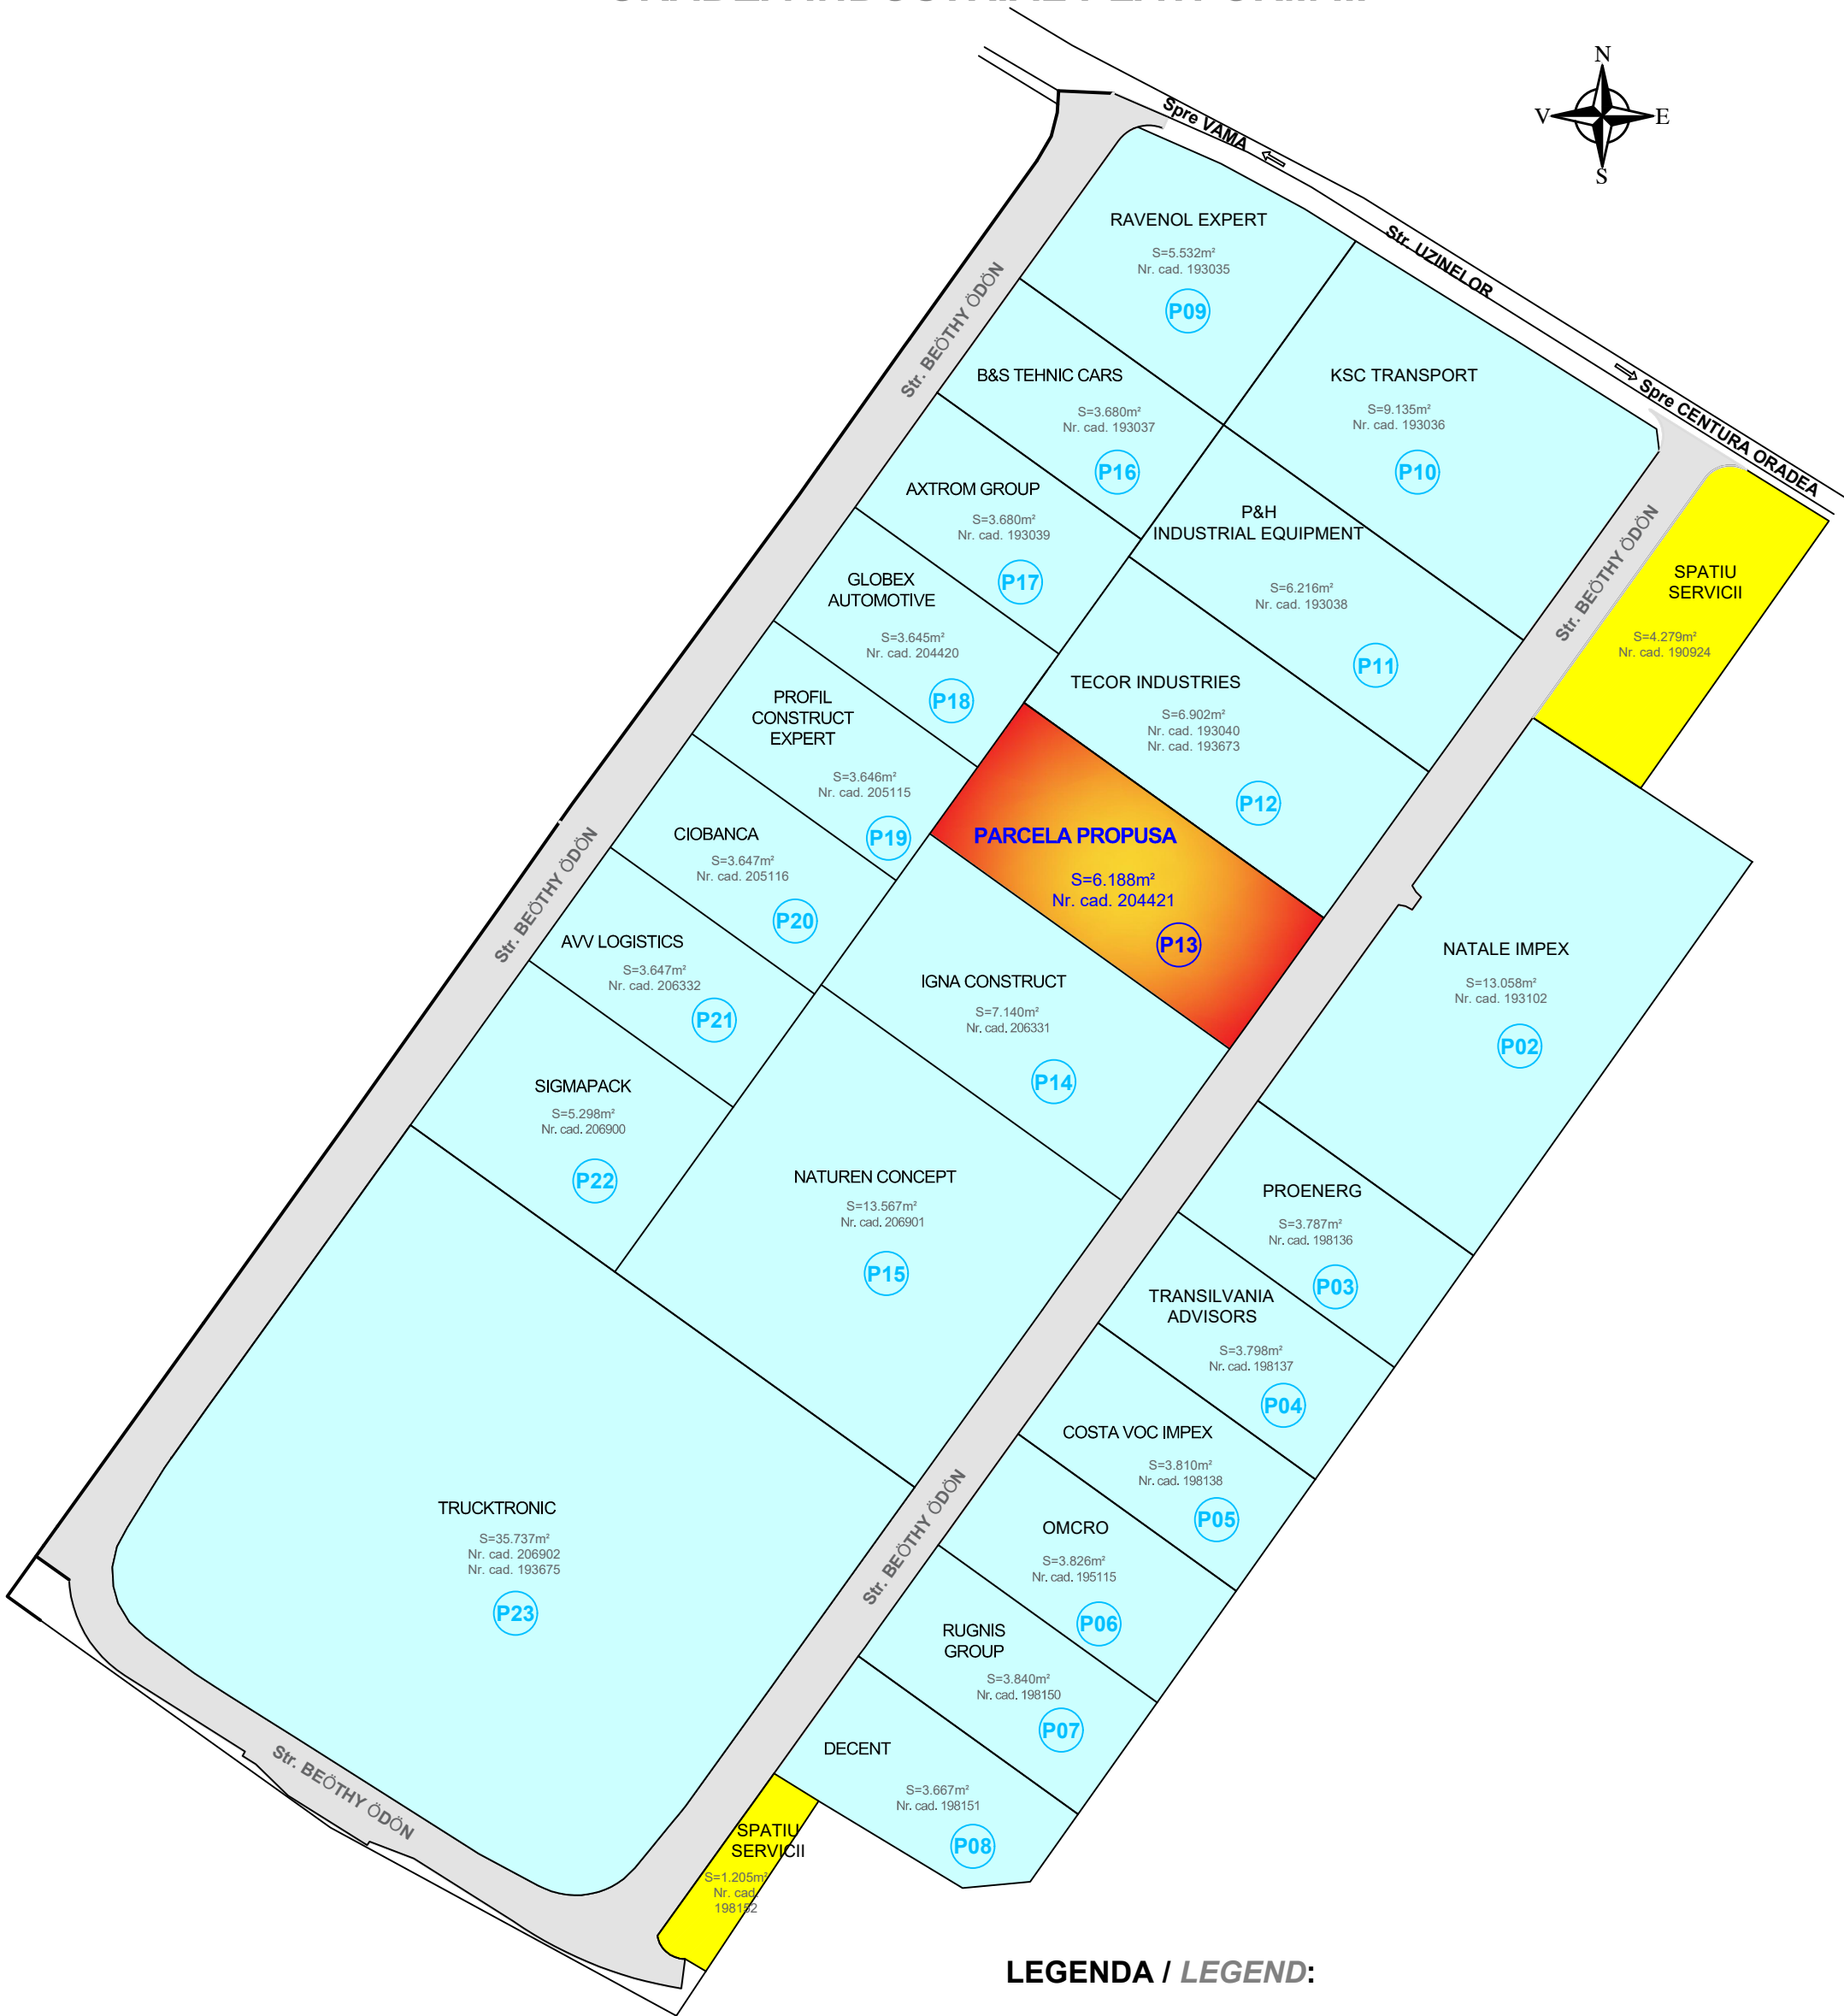 N
V
E
S
Spre VAMA
Str. UZINELOR
Spre CENTURA ORADEA
RAVENOL EXPERT
S=5.532m²
Nr. cad. 193035
P09
Str. BEÖTHY ÖDÖN
B&S TEHNIC CARS
S=3.680m²
Nr. cad. 193037
P16
KSC TRANSPORT
S=9.135m²
Nr. cad. 193036
P10
AXTROM GROUP
S=3.680m²
Nr. cad. 193039
P17
P&H
INDUSTRIAL EQUIPMENT
S=6.216m²
Nr. cad. 193038
P11
Str. BEÖTHY ÖDÖN
SPATIU
SERVICII
S=4.279m²
Nr. cad. 190924
GLOBEX
AUTOMOTIVE
S=3.645m²
Nr. cad. 204420
P18
TECOR INDUSTRIES
S=6.902m²
Nr. cad. 193040
Nr. cad. 193673
P12
PROFIL
CONSTRUCT
EXPERT
S=3.646m²
Nr. cad. 205115
P19
PARCELA PROPUSA
S=6.188m²
Nr. cad. 204421
P13
CIOBANCA
S=3.647m²
Nr. cad. 205116
P20
Str. BEÖTHY ÖDÖN
AVV LOGISTICS
S=3.647m²
Nr. cad. 206332
P21
IGNA CONSTRUCT
S=7.140m²
Nr. cad. 206331
P14
NATALE IMPEX
S=13.058m²
Nr. cad. 193102
P02
SIGMAPACK
S=5.298m²
Nr. cad. 206900
P22
NATUREN CONCEPT
S=13.567m²
Nr. cad. 206901
P15
PROENERG
S=3.787m²
Nr. cad. 198136
P03
TRANSILVANIA
ADVISORS
S=3.798m²
Nr. cad. 198137
P04
COSTA VOC IMPEX
S=3.810m²
Nr. cad. 198138
P05
TRUCKTRONIC
S=35.737m²
Nr. cad. 206902
Nr. cad. 193675
P23
Str. BEÖTHY ÖDÖN
OMCRO
S=3.826m²
Nr. cad. 195115
P06
RUGNIS
GROUP
S=3.840m²
Nr. cad. 198150
P07
DECENT
S=3.667m²
Nr. cad. 198151
P08
Str. BEÖTHY ÖDÖN
SPATIU
SERVICII
S=1.205m²
Nr. cad.
198152
LEGENDA / LEGEND: